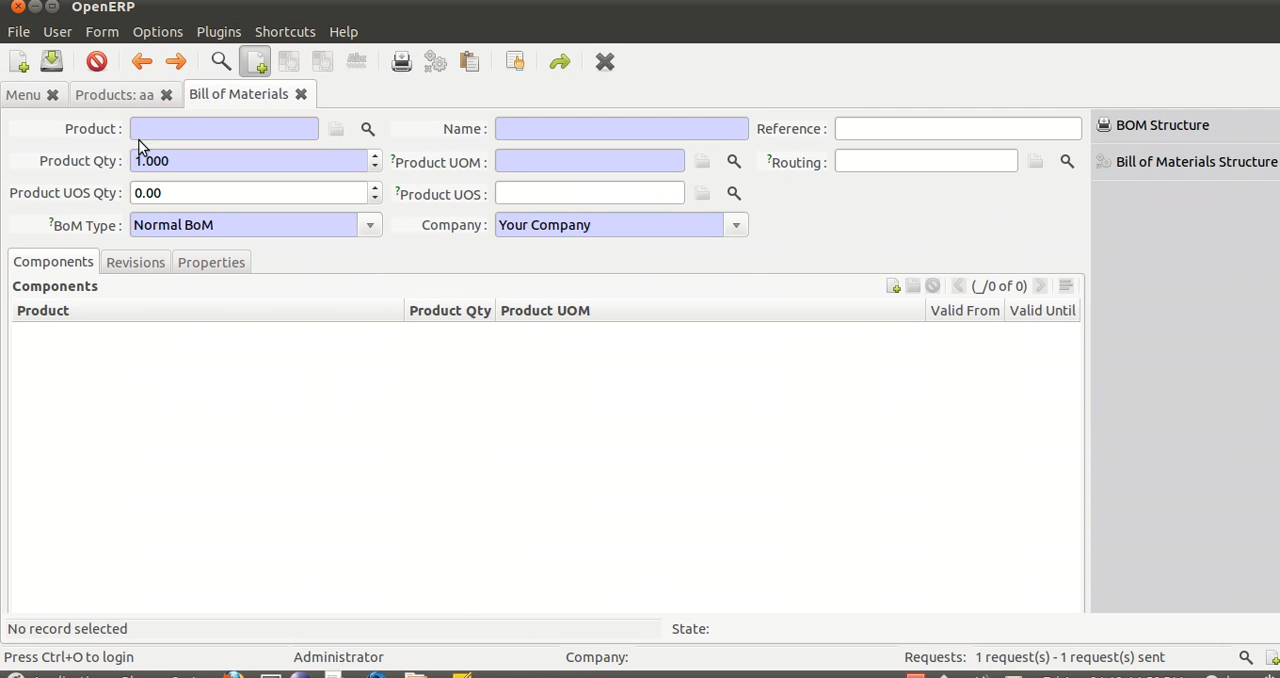 OpenERP
File User Form Options Plugins Shortcuts Help
Menu Products: aa Bill of Materials
Product : Name : Reference :
Product Qty : 1.000 ?Product UOM : ?Routing :
Product UOS Qty : 0.00 ?Product UOS :
?BoM Type : Normal BoM Company : Your Company
BOM Structure
Bill of Materials Structure
Components Revisions Properties
Components (_/0 of 0)
Product Product Qty Product UOM Valid From Valid Until
No record selected State:
Press Ctrl+O to login Administrator Company: Requests: 1 request(s) - 1 request(s) sent